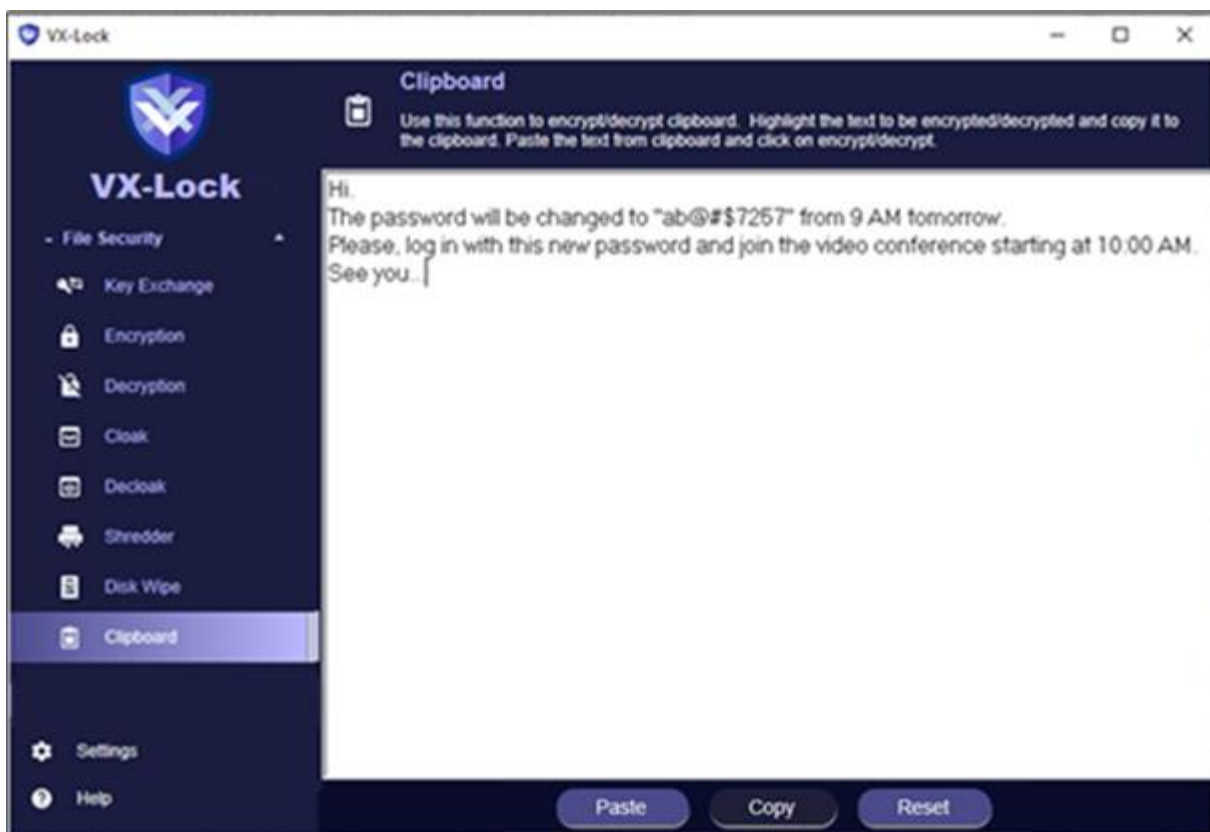 VX-Lock
VX-Lock
- File Security
Key Exchange
Encryption
Decryption
Cloak
Decloak
Shredder
Disk Wipe
Clipboard
Settings
Help
Clipboard
Use this function to encrypt/decrypt clipboard. Highlight the text to be encrypted/decrypted and copy it to
the clipboard. Paste the text from clipboard and click on encrypt/decrypt.
Hi.
The password will be changed to "ab@#$7257" from 9 AM tomorrow.
Please, log in with this new password and join the video conference starting at 10:00 AM.
See you..
Paste
Copy
Reset